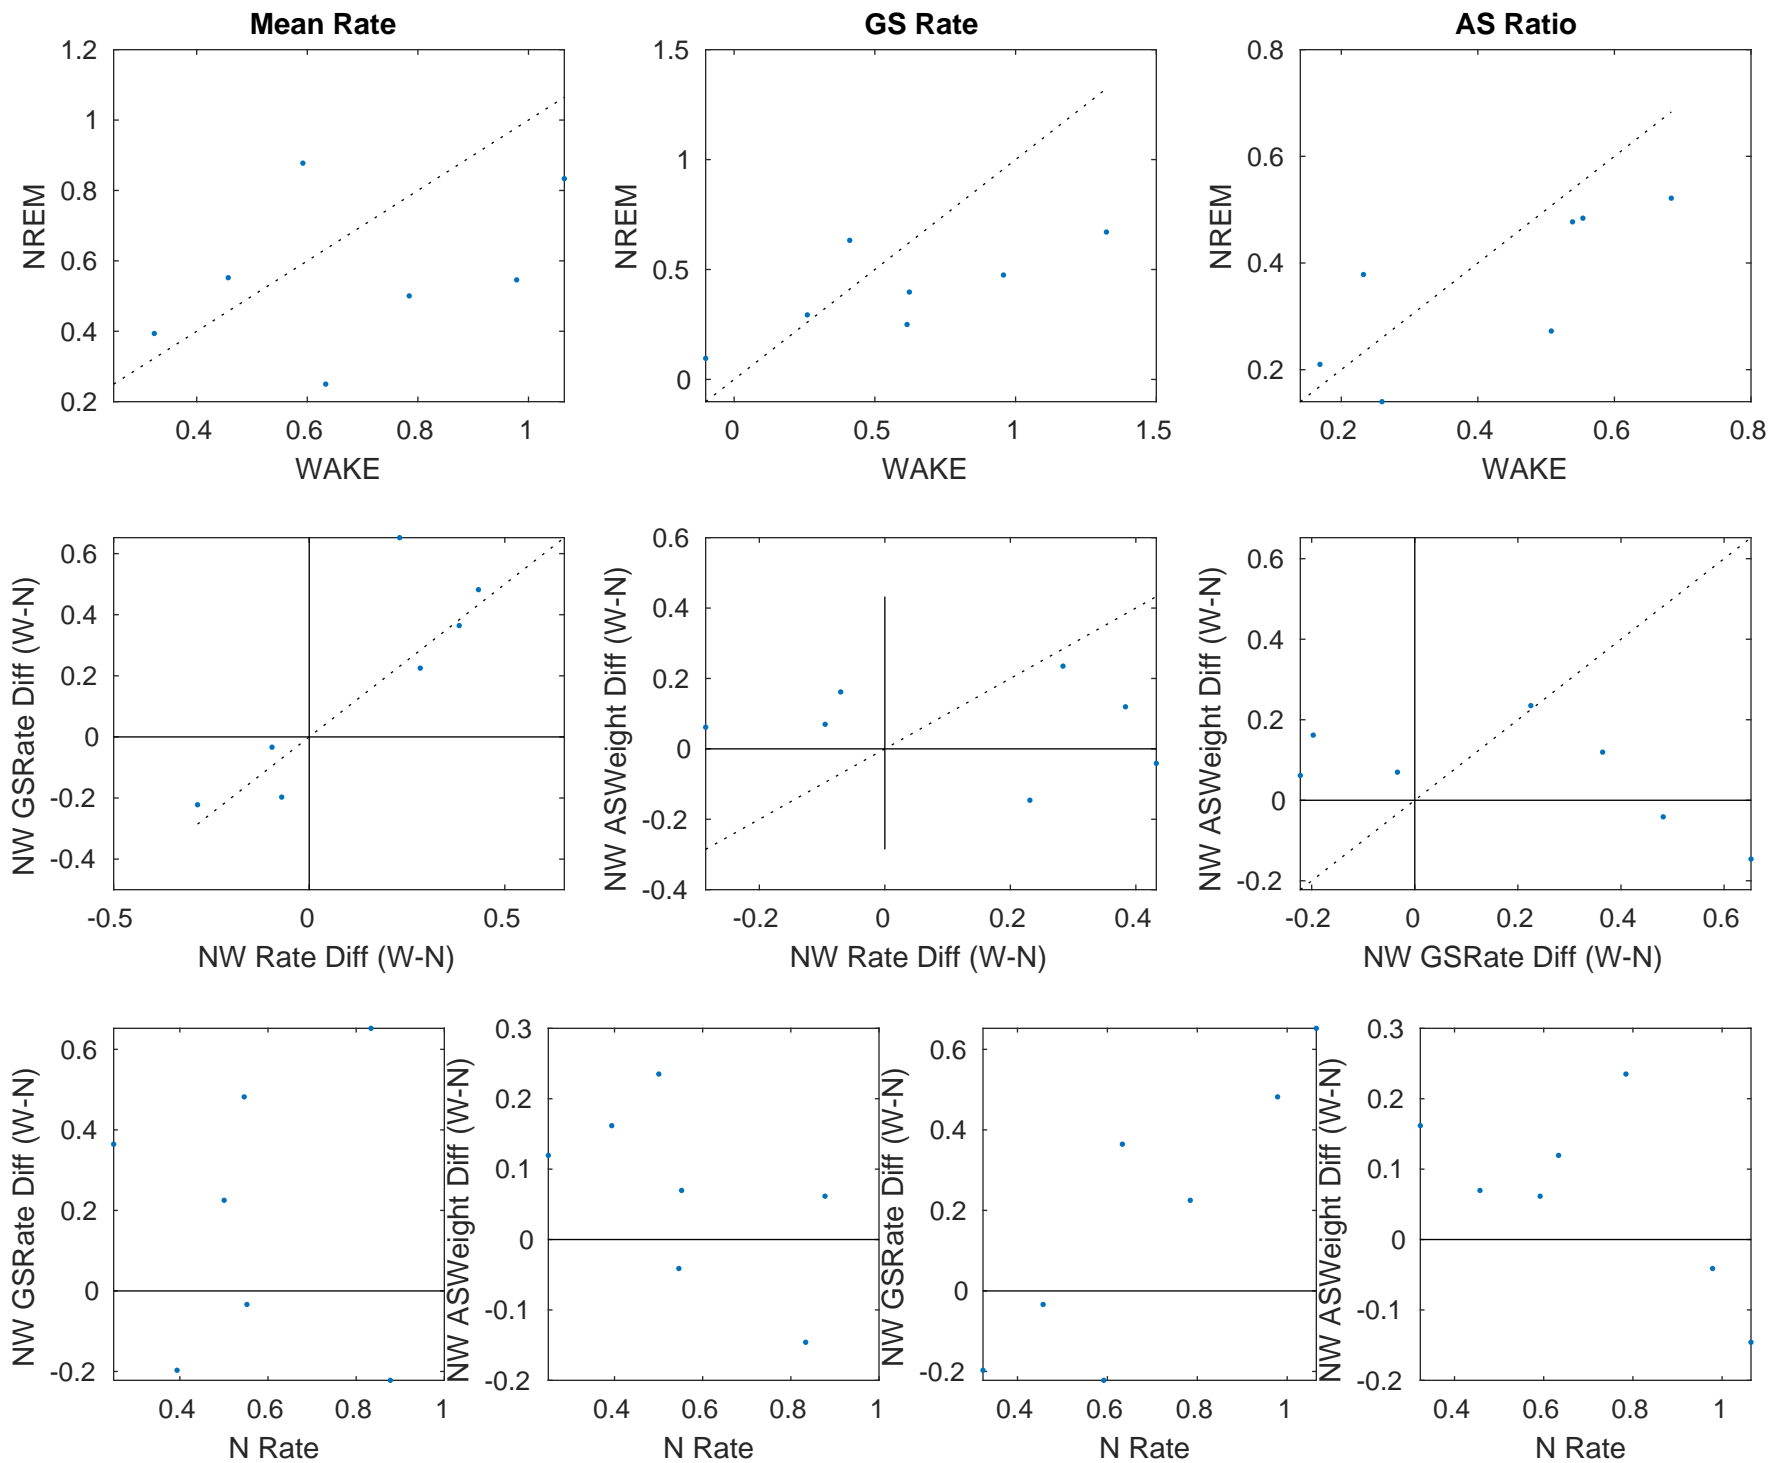 Mean Rate
1.2
1
0.8
0.6
0.4
0.2
NREM
0.4 0.6 0.8 1
WAKE
GS Rate
1.5
1
0.5
0
NREM
0 0.5 1 1.5
WAKE
AS Ratio
0.8
0.6
0.4
0.2
NREM
0.2 0.4 0.6 0.8
WAKE
0.6
0.4
0.2
0
-0.2
-0.4
NW GSRate Diff (W-N)
-0.5 0 0.5
NW Rate Diff (W-N)
0.6
0.4
0.2
0
-0.2
-0.4
NW ASWeight Diff (W-N)
-0.2 0 0.2 0.4
NW Rate Diff (W-N)
0.6
0.4
0.2
0
-0.2
NW ASWeight Diff (W-N)
-0.2 0 0.2 0.4 0.6
NW GSRate Diff (W-N)
0.6
0.4
0.2
0
-0.2
NW GSRate Diff (W-N)
0.4 0.6 0.8 1
N Rate
0.3
0.2
0.1
0
-0.1
-0.2
NW ASWeight Diff (W-N)
0.4 0.6 0.8 1
N Rate
0.6
0.4
0.2
0
-0.2
NW GSRate Diff (W-N)
0.4 0.6 0.8 1
N Rate
0.3
0.2
0.1
0
-0.1
-0.2
NW ASWeight Diff (W-N)
0.4 0.6 0.8 1
N Rate